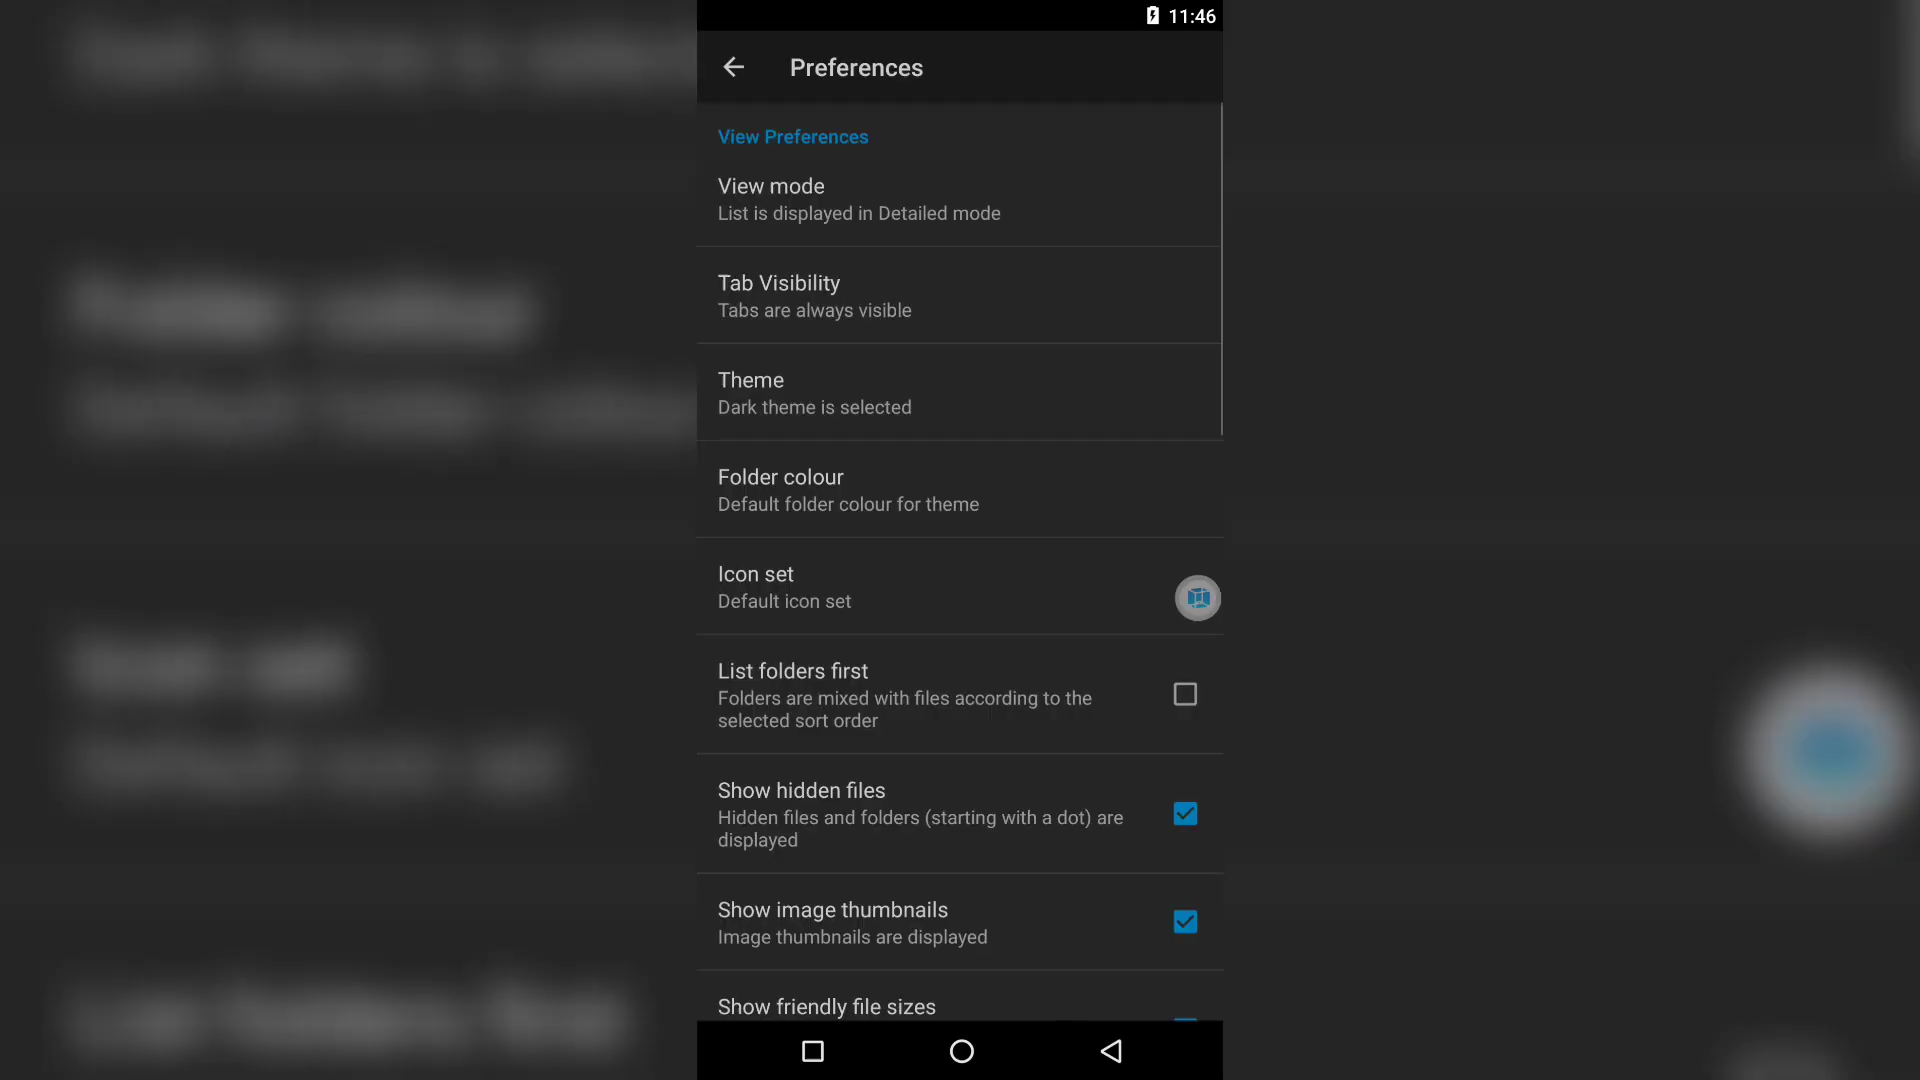 11:46
Preferences
View Preferences
View mode
List is displayed in Detailed mode
Tab Visibility
Tabs are always visible
Theme
Dark theme is selected
Folder colour
Default folder colour for theme
Icon set
Default icon set
List folders first
Folders are mixed with files according to the
selected sort order
Show hidden files
Hidden files and folders (starting with a dot) are
displayed
Show image thumbnails
Image thumbnails are displayed
Show friendly file sizes